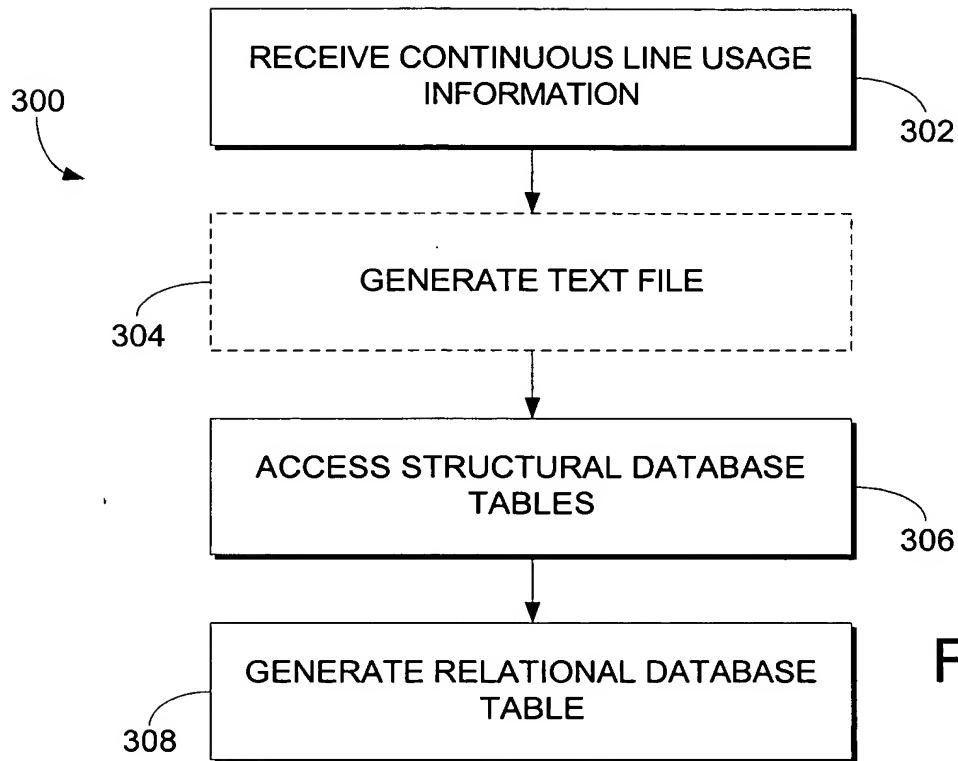 RECEIVE CONTINUOUS LINE USAGE
INFORMATION
300
302
GENERATE TEXT FILE
304
ACCESS STRUCTURAL DATABASE
TABLES
306
GENERATE RELATIONAL DATABASE
TABLE
308
F